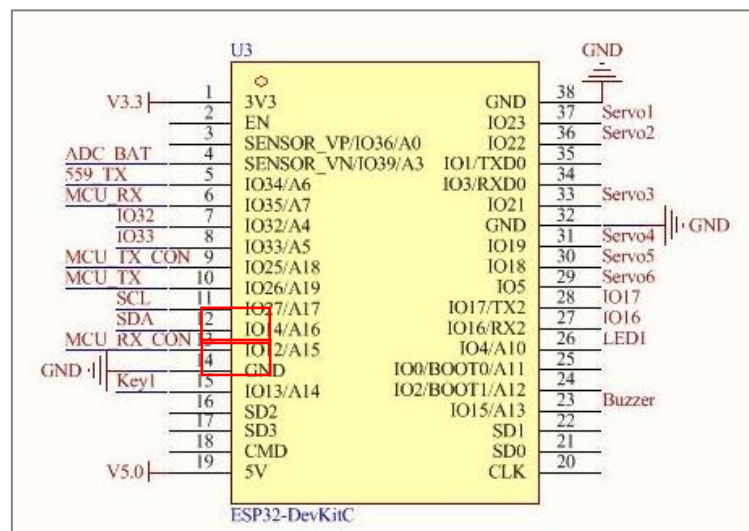 U3
GND
V3.3 1 3V3 GND 38
2 EN IO23 37 Servo1
3 SENSOR_VP/IO36/A0 IO22 36 Servo2
ADC_BAT 4 SENSOR_VN/IO39/A3 IO1/TXD0 35
559_TX 5 IO34/A6 IO3/RXD0 34
MCU_RX 6 IO35/A7 IO21 33 Servo3
IO32 7 IO32/A4 GND 32 GND
IO33 8 IO33/A5 IO19 31 Servo4
MCU_TX_CON 9 IO25/A18 IO18 30 Servo5
MCU_TX 10 IO26/A19 IO5 29 Servo6
SCL 11 IO27/A17 IO17/TX2 28 IO17
SDA 12 IO14/A16 IO16/RX2 27 IO16
MCU_RX_CON 13 IO12/A15 IO4/A10 26 LED1
GND 14 GND IO0/BOOT0/A11 25
Key1 15 IO13/A14 IO2/BOOT1/A12 24
16 SD2 IO15/A13 23 Buzzer
17 SD3 SD1 22
18 CMD SD0 21
V5.0 19 5V CLK 20
ESP32-DevKitC